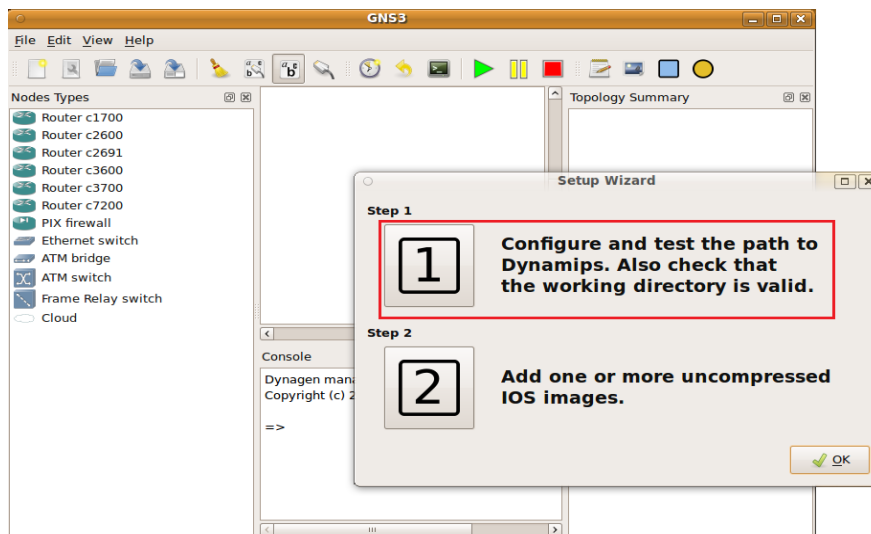 GNS3
File Edit View Help
Nodes Types
Router c1700
Router c2600
Router c2691
Router c3600
Router c3700
Router c7200
PIX firewall
Ethernet switch
ATM bridge
ATM switch
Frame Relay switch
Cloud
Console
Dynagen mana
Copyright (c) 2
=>
Topology Summary
Setup Wizard
Step 1
1
Configure and test the path to
Dynamips. Also check that
the working directory is valid.
Step 2
2
Add one or more uncompressed
IOS images.
OK